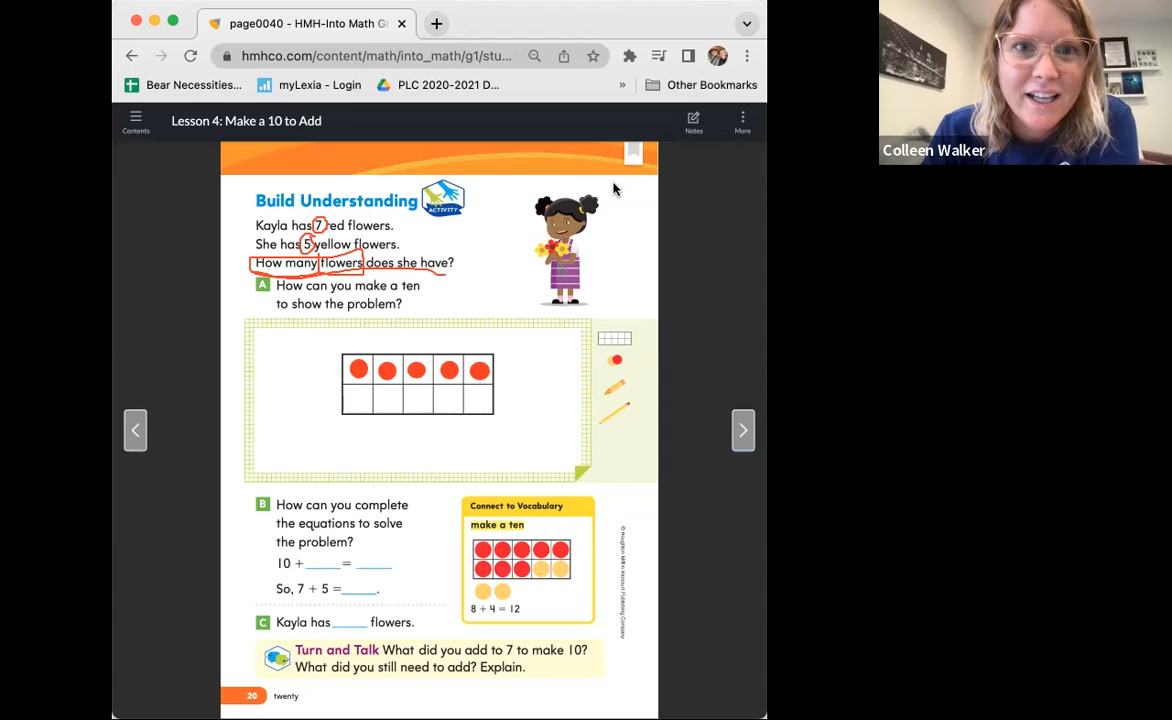 page0040 - HMH-Into Math G
hmhco.com/content/math/into_math/g1/stu...
Bear Necessities...
myLexia - Login
PLC 2020-2021 D...
»
Other Bookmarks
Contents
Lesson 4: Make a 10 to Add
Notes
More
Colleen Walker
Build Understanding
ACTIVITY
Kayla has 7 red flowers.
She has 5 yellow flowers.
How many flowers does she have?
A How can you make a ten
to show the problem?
B How can you complete
the equations to solve
the problem?
10 + _____ = _____
So, 7 + 5 = _____.
Connect to Vocabulary
make a ten
8 + 4 = 12
C Kayla has _____ flowers.
Turn and Talk What did you add to 7 to make 10?
What did you still need to add? Explain.
20 twenty
© Houghton Mifflin Harcourt Publishing Company